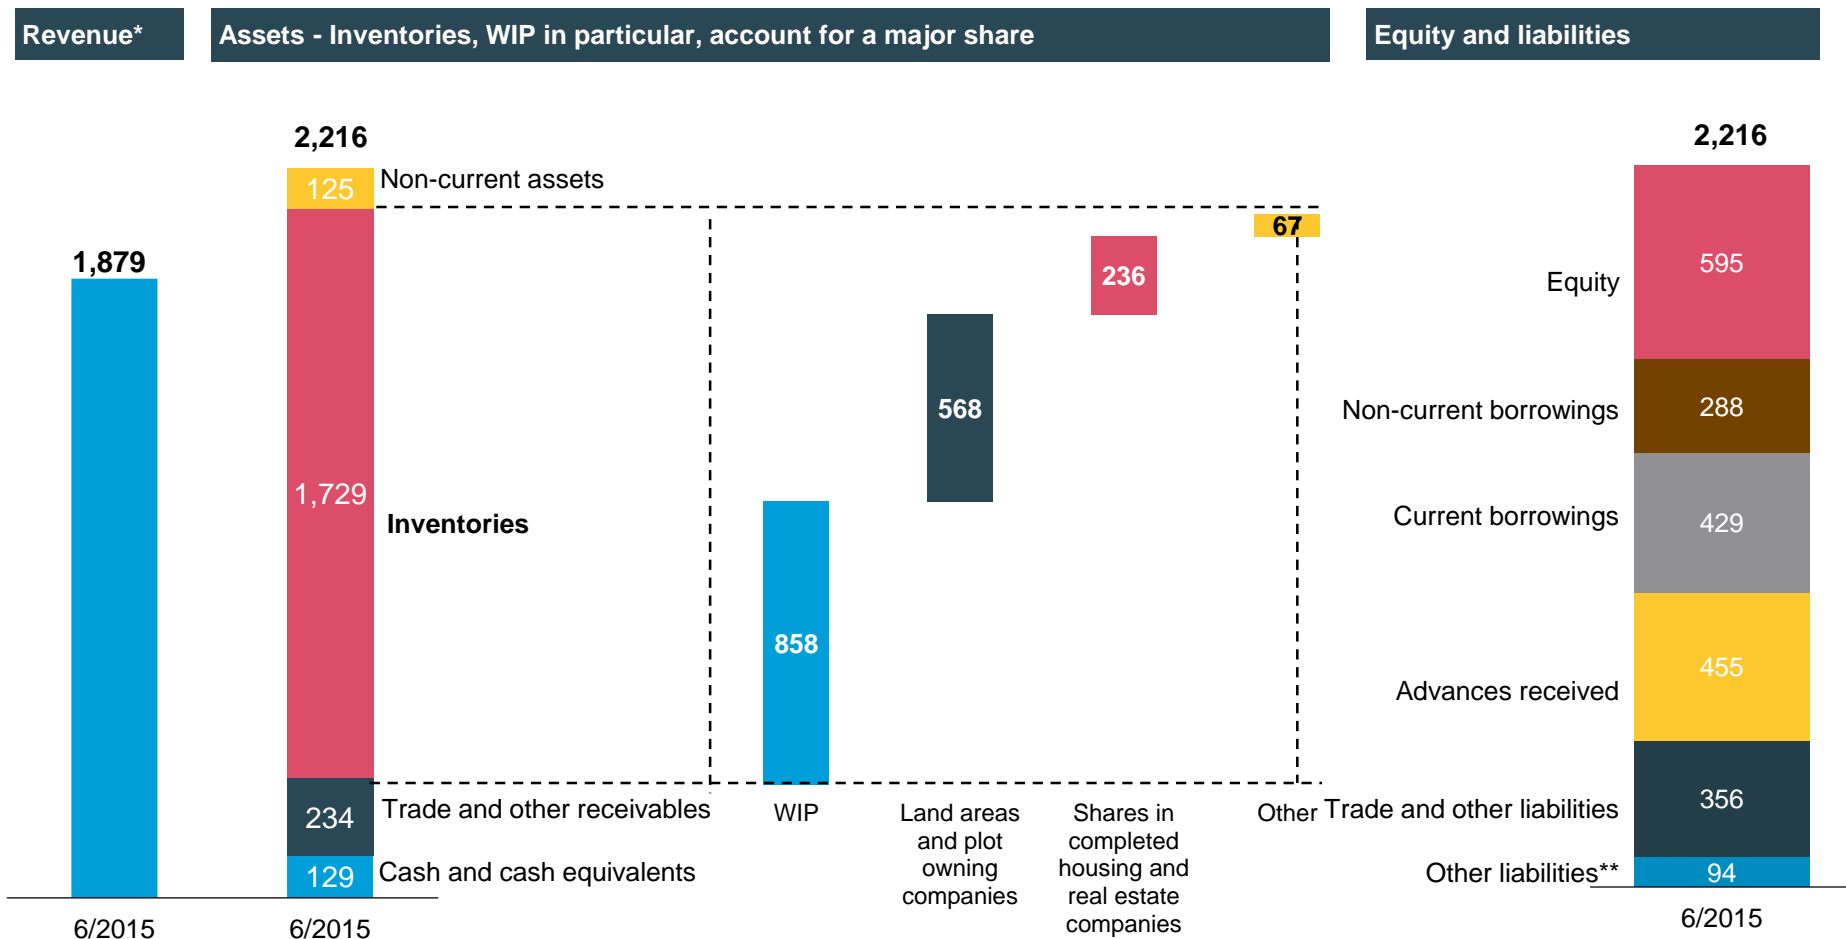 Revenue*
Assets - Inventories, WIP in particular, account for a major share
Equity and liabilities
1,879
6/2015
2,216
125
Non-current assets
1,729
Inventories
234
Trade and other receivables
129
Cash and cash equivalents
6/2015
858
568
236
67
WIP
Land areas
and plot
owning
companies
Shares in
completed
housing and
real estate
companies
Other
2,216
Equity
595
Non-current borrowings
288
Current borrowings
429
Advances received
455
Trade and other liabilities
356
Other liabilities**
94
6/2015